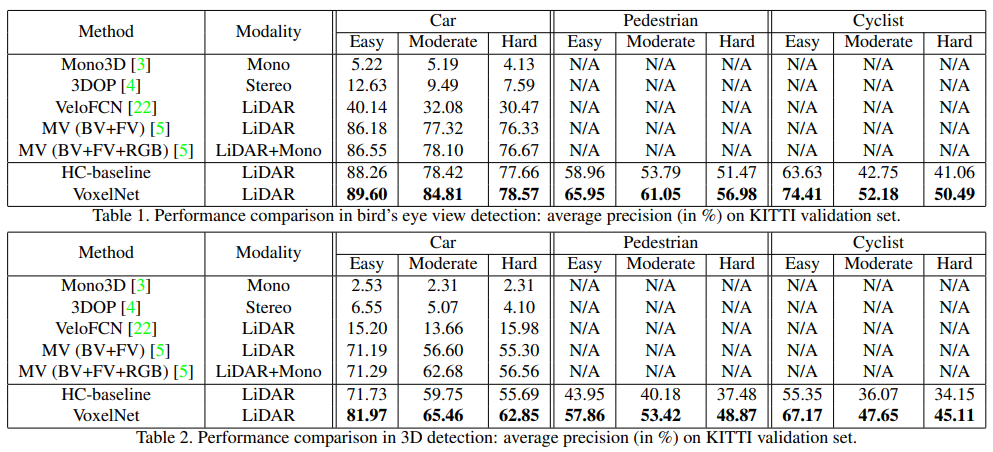 Method Modality Car Pedestrian Cyclist
Easy Moderate Hard Easy Moderate Hard Easy Moderate Hard
Mono3D [3] Mono 5.22 5.19 4.13 N/A N/A N/A N/A N/A N/A
3DOP [4] Stereo 12.63 9.49 7.59 N/A N/A N/A N/A N/A N/A
VeloFCN [22] LiDAR 40.14 32.08 30.47 N/A N/A N/A N/A N/A N/A
MV (BV+FV) [5] LiDAR 86.18 77.32 76.33 N/A N/A N/A N/A N/A N/A
MV (BV+FV+RGB) [5] LiDAR+Mono 86.55 78.10 76.67 N/A N/A N/A N/A N/A N/A
HC-baseline LiDAR 88.26 78.42 77.66 58.96 53.79 51.47 63.63 42.75 41.06
VoxelNet LiDAR 89.60 84.81 78.57 65.95 61.05 56.98 74.41 52.18 50.49
Table 1. Performance comparison in bird's eye view detection: average precision (in %) on KITTI validation set.
Method Modality Car Pedestrian Cyclist
Easy Moderate Hard Easy Moderate Hard Easy Moderate Hard
Mono3D [3] Mono 2.53 2.31 2.31 N/A N/A N/A N/A N/A N/A
3DOP [4] Stereo 6.55 5.07 4.10 N/A N/A N/A N/A N/A N/A
VeloFCN [22] LiDAR 15.20 13.66 15.98 N/A N/A N/A N/A N/A N/A
MV (BV+FV) [5] LiDAR 71.19 56.60 55.30 N/A N/A N/A N/A N/A N/A
MV (BV+FV+RGB) [5] LiDAR+Mono 71.29 62.68 56.56 N/A N/A N/A N/A N/A N/A
HC-baseline LiDAR 71.73 59.75 55.69 43.95 40.18 37.48 55.35 36.07 34.15
VoxelNet LiDAR 81.97 65.46 62.85 57.86 53.42 48.87 67.17 47.65 45.11
Table 2. Performance comparison in 3D detection: average precision (in %) on KITTI validation set.